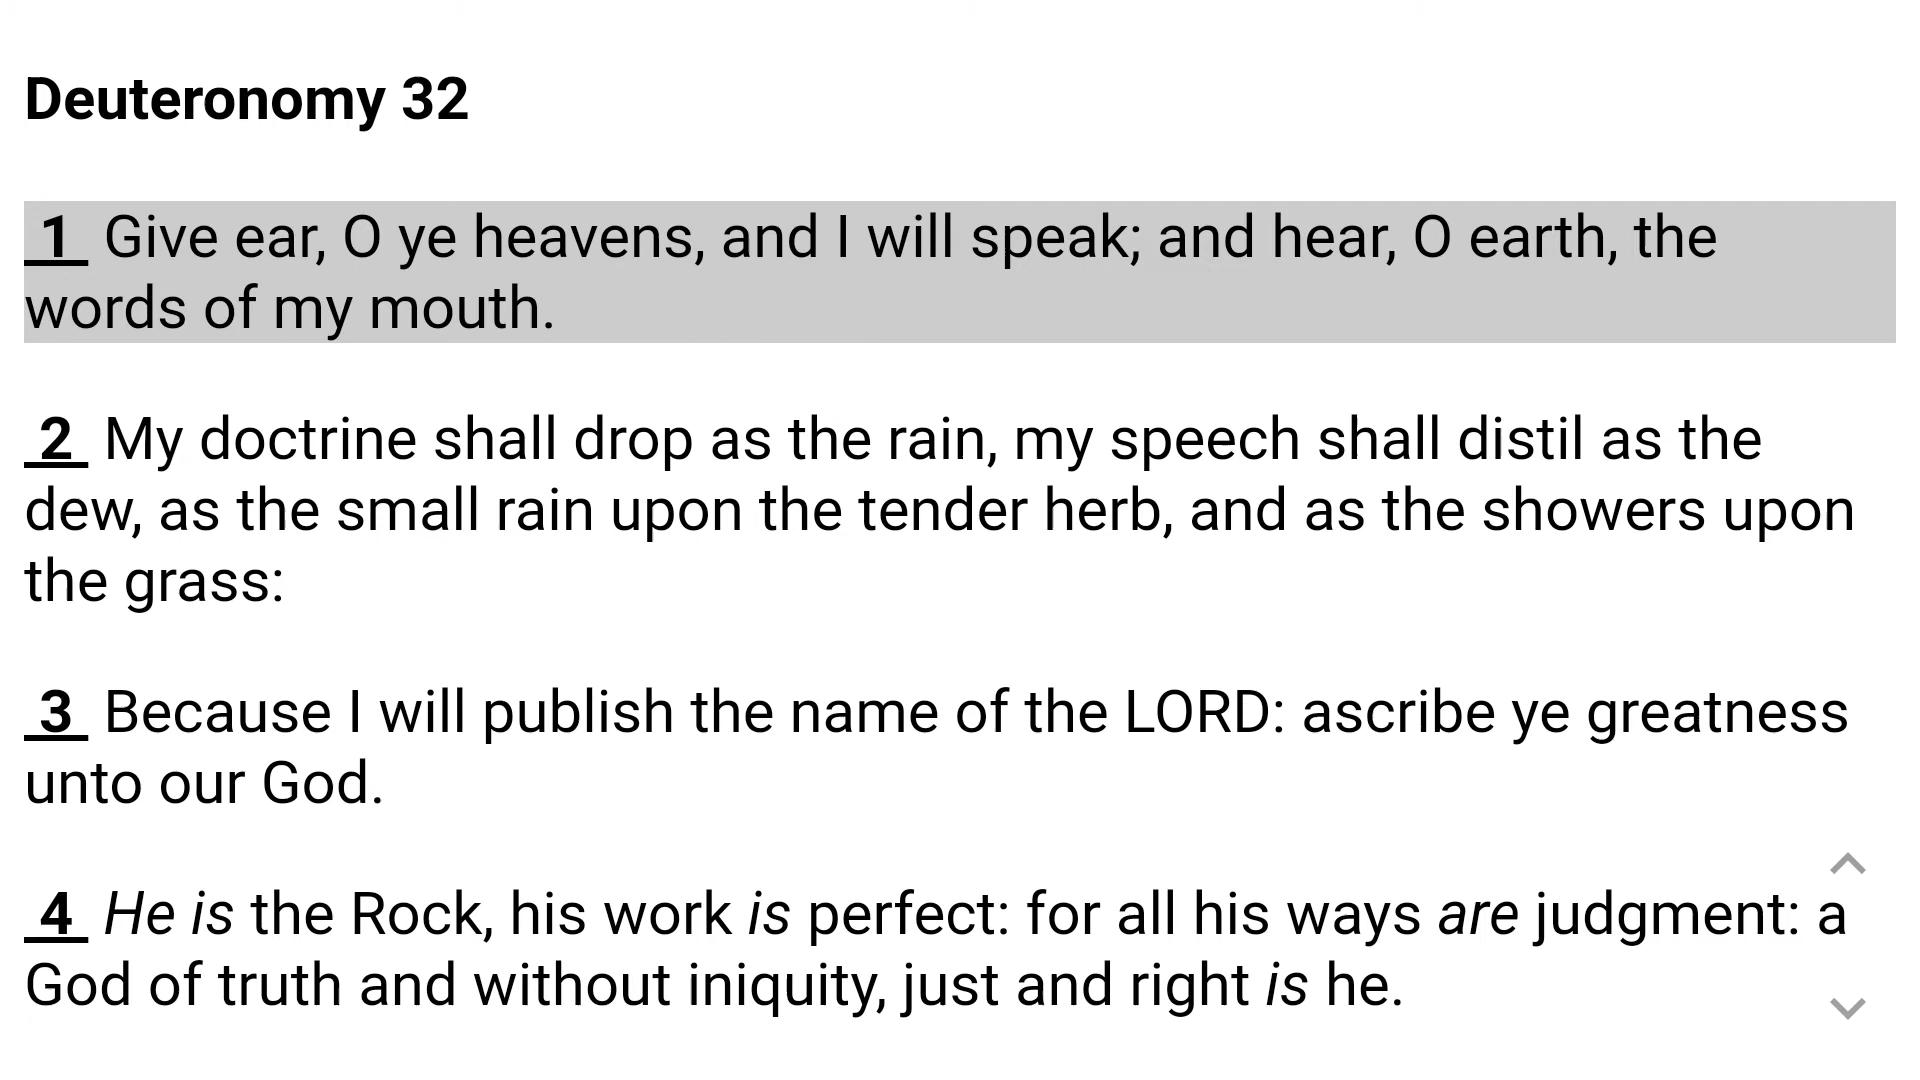 Deuteronomy 32
1 Give ear, O ye heavens, and I will speak; and hear, O earth, the
words of my mouth.
2 My doctrine shall drop as the rain, my speech shall distil as the
dew, as the small rain upon the tender herb, and as the showers upon
the grass:
3 Because I will publish the name of the LORD: ascribe ye greatness
unto our God.
4 He is the Rock, his work is perfect: for all his ways are judgment: a
God of truth and without iniquity, just and right is he.